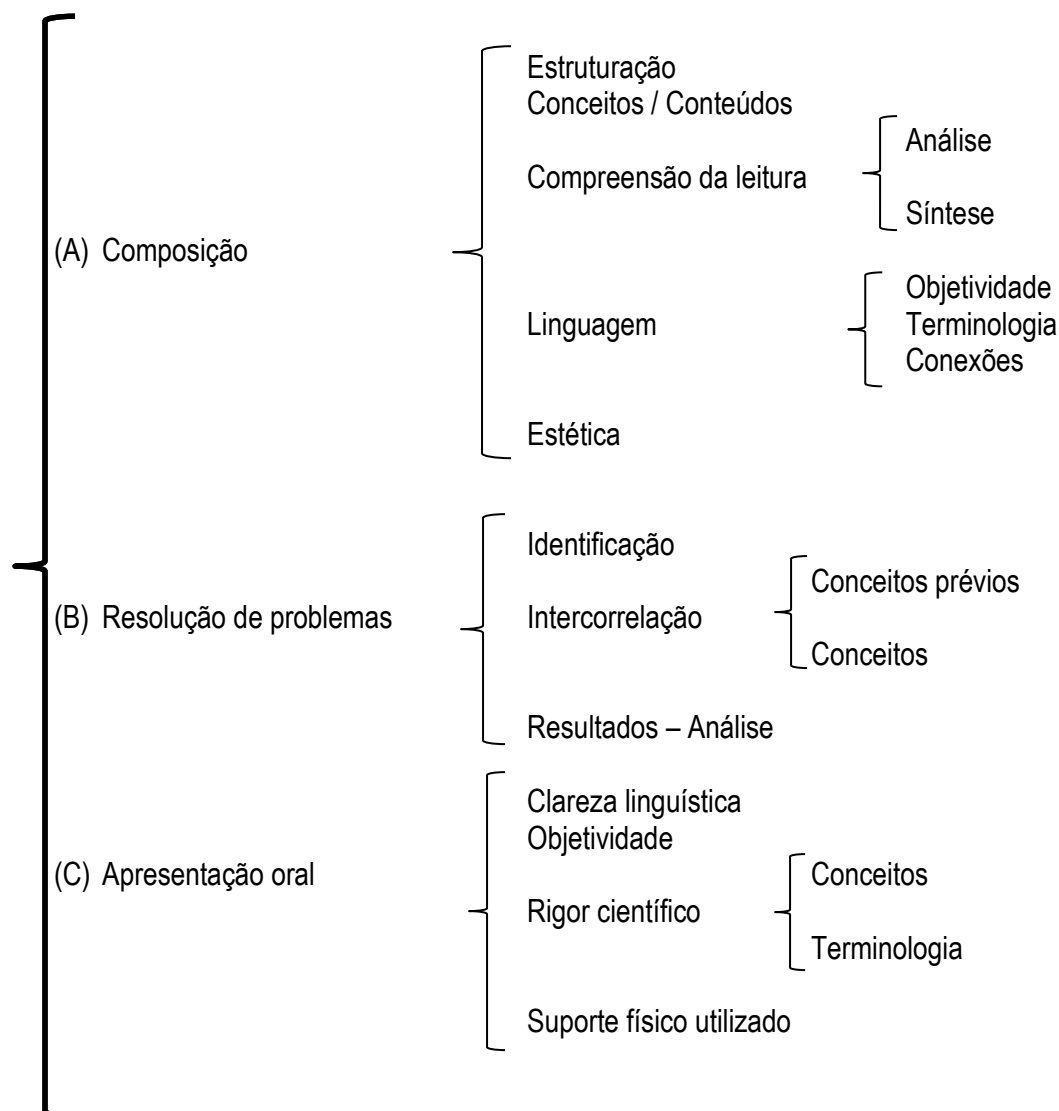 Estruturação
Conceitos / Conteúdos
Análise
Compreensão da leitura
Síntese
(A) Composição
Objetividade
Linguagem
Terminologia
Conexões
Estética
Identificação
Conceitos prévios
(B) Resolução de problemas
Intercorrelação
Conceitos
Resultados – Análise
Clareza linguística
Objetividade
(C) Apresentação oral
Conceitos
Rigor científico
Terminologia
Suporte físico utilizado